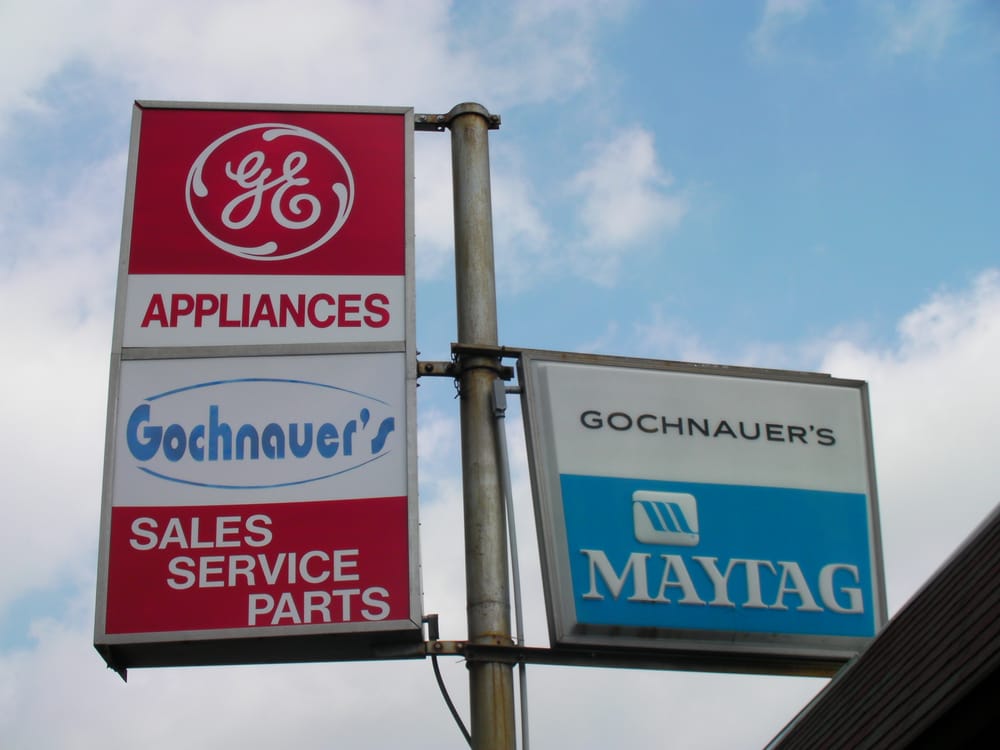 GE
APPLIANCES
Gochnauer's
SALES
SERVICE
PARTS
GOCHNAUER'S
MAYTAG